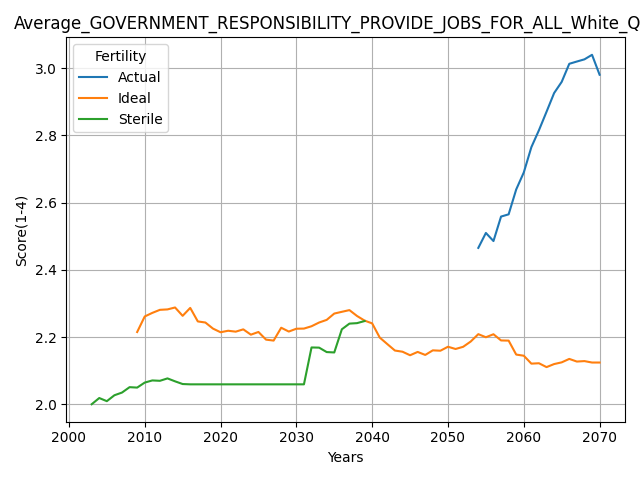 Average_GOVERNMENT_RESPONSIBILITY_PROVIDE_JOBS_FOR_ALL_White_Q
Fertility
Actual
Ideal
Sterile
Score(1-4)
3.0
2.8
2.6
2.4
2.2
2.0
2000 2010 2020 2030 2040 2050 2060 2070
Years